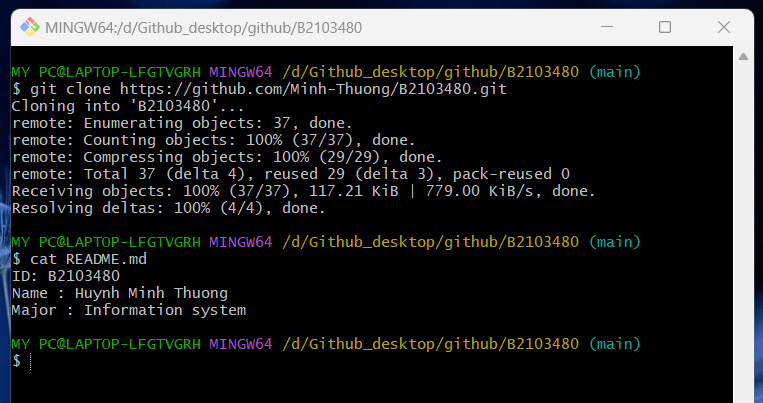 MINGW64:/d/Github_desktop/github/B2103480
MY PC@LAPTOP-LFGTVGRH MINGW64 /d/Github_desktop/github/B2103480 (main)
$ git clone https://github.com/Minh-Thuong/B2103480.git
Cloning into 'B2103480'...
remote: Enumerating objects: 37, done.
remote: Counting objects: 100% (37/37), done.
remote: Compressing objects: 100% (29/29), done.
remote: Total 37 (delta 4), reused 29 (delta 3), pack-reused 0
Receiving objects: 100% (37/37), 117.21 KiB | 779.00 KiB/s, done.
Resolving deltas: 100% (4/4), done.
MY PC@LAPTOP-LFGTVGRH MINGW64 /d/Github_desktop/github/B2103480 (main)
$ cat README.md
ID: B2103480
Name : Huynh Minh Thuong
Major : Information system
MY PC@LAPTOP-LFGTVGRH MINGW64 /d/Github_desktop/github/B2103480 (main)
$